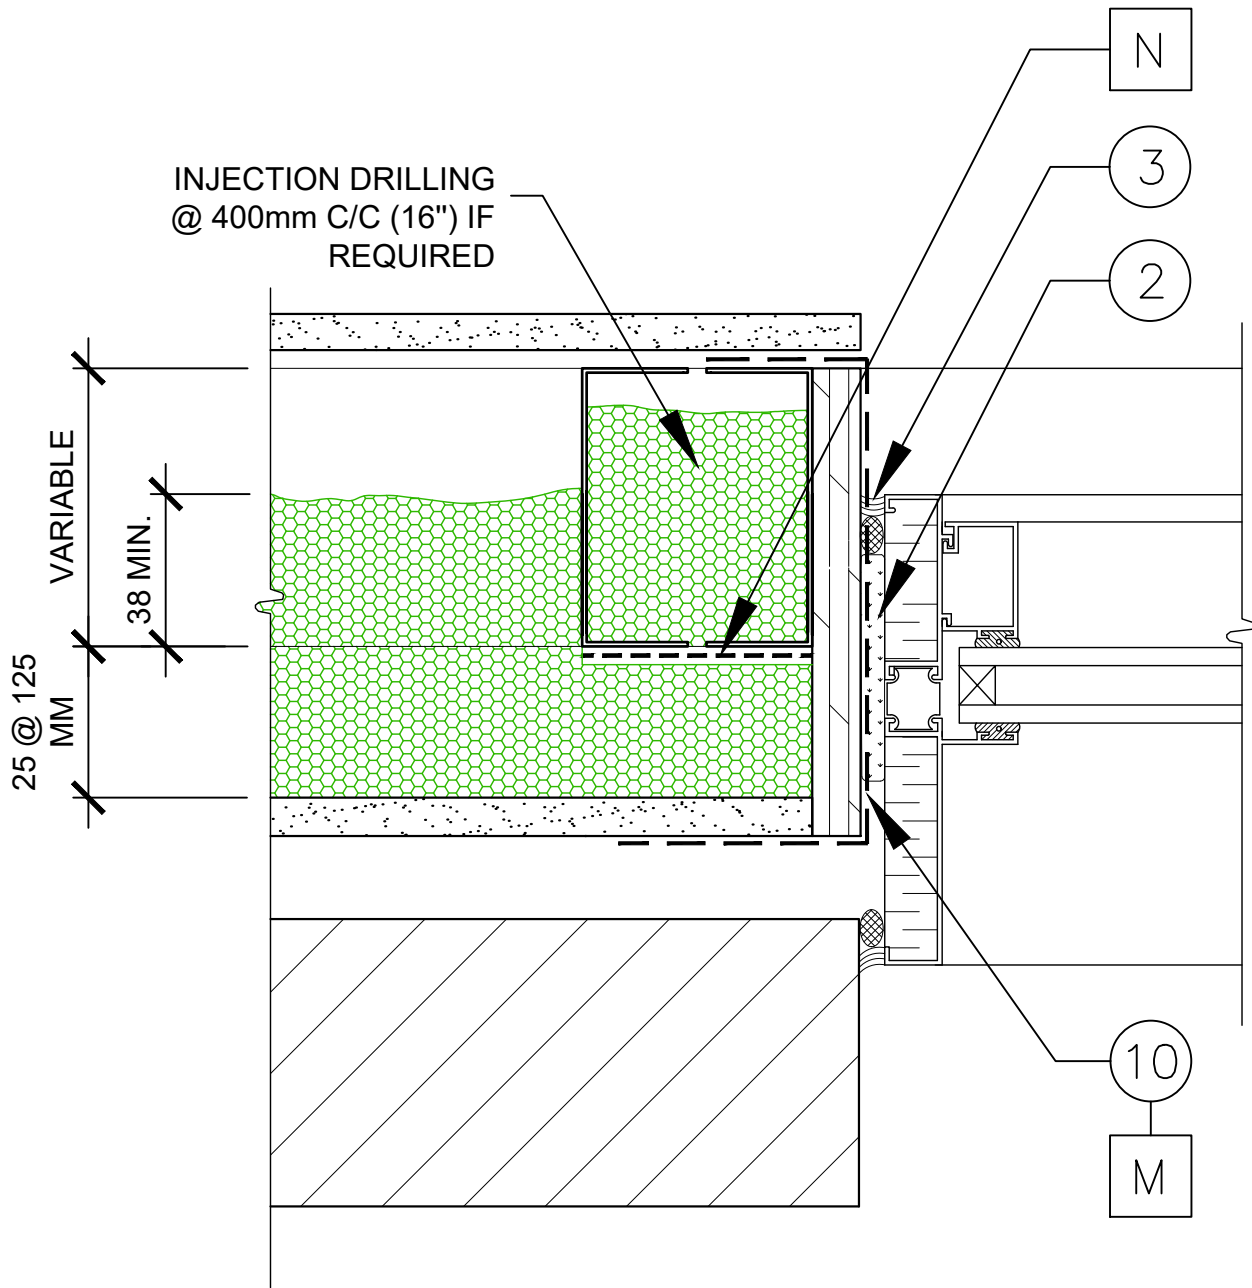 N
3
INJECTION DRILLING
@ 400mm C/C (16") IF
REQUIRED
2
VARIABLE
38 MIN.
25 @ 125
MM
10
M